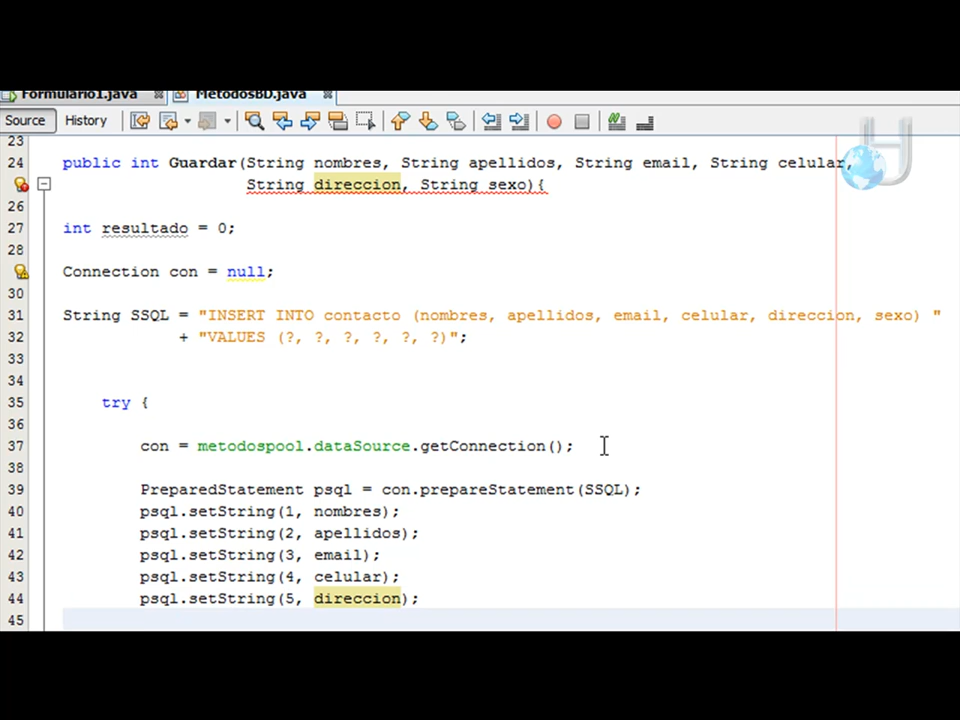 Formulario1.java MetodosBD.java
Source History
23
24 public int Guardar(String nombres, String apellidos, String email, String celular,
String direccion, String sexo){
26
27 int resultado = 0;
28
Connection con = null;
30
31 String SSQL = "INSERT INTO contacto (nombres, apellidos, email, celular, direccion, sexo) "
32 + "VALUES (?, ?, ?, ?, ?, ?)";
33
34
35 try {
36
37 con = metodospool.dataSource.getConnection();
38
39 PreparedStatement psql = con.prepareStatement(SSQL);
40 psql.setString(1, nombres);
41 psql.setString(2, apellidos);
42 psql.setString(3, email);
43 psql.setString(4, celular);
44 psql.setString(5, direccion);
45